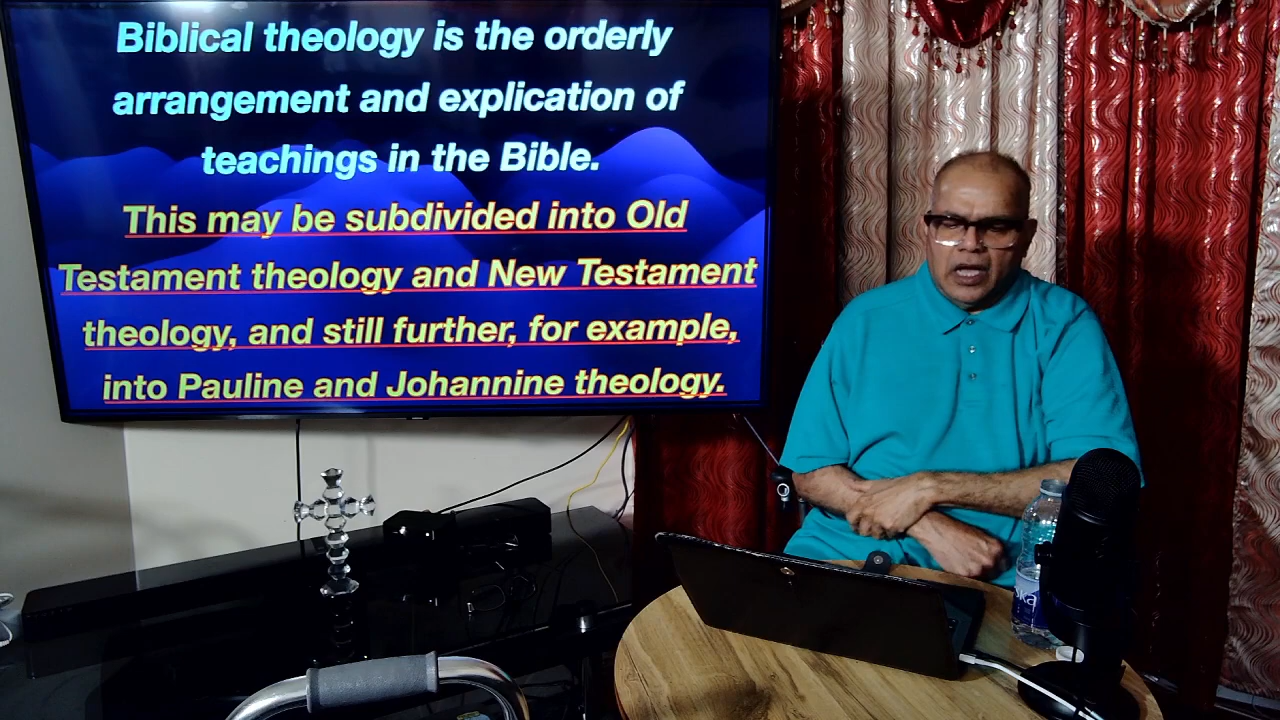 Biblical theology is the orderly
arrangement and explication of
teachings in the Bible.
This may be subdivided into Old
Testament theology and New Testament
theology, and still further, for example,
into Pauline and Johannine theology.